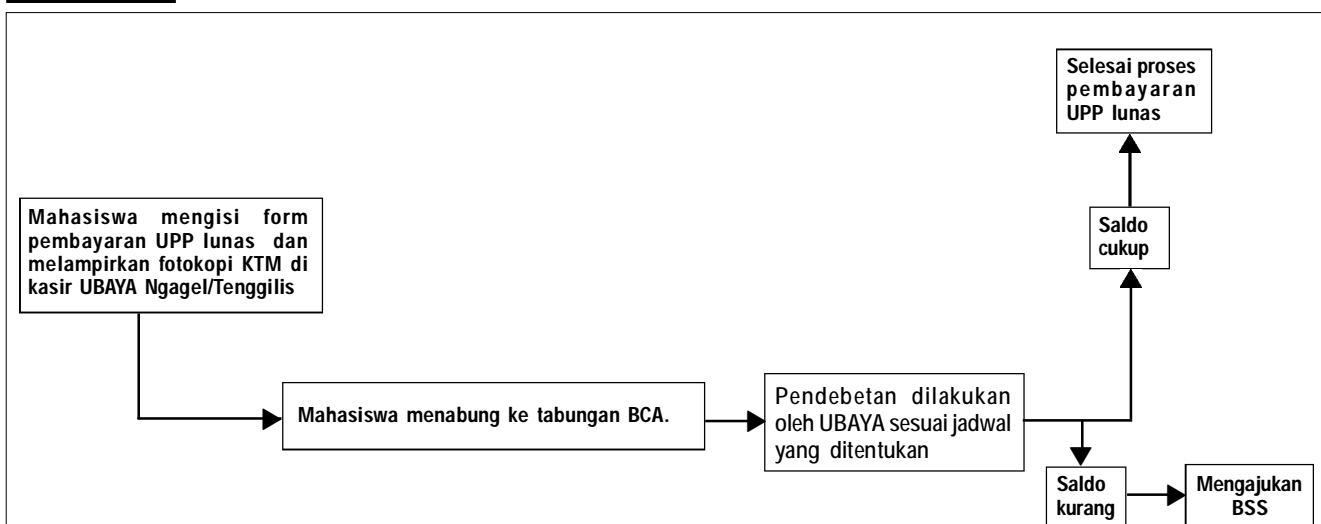 Mahasiswa mengisi form
pembayaran UPP lunas dan
melampirkan fotokopi KTM di
kasir UBAYA Ngagel/Tenggilis
Mahasiswa menabung ke tabungan BCA.
Pendebetan dilakukan
oleh UBAYA sesuai jadwal
yang ditentukan
Saldo
cukup
Selesai proses
pembayaran
UPP lunas
Saldo
kurang
Mengajukan
BSS